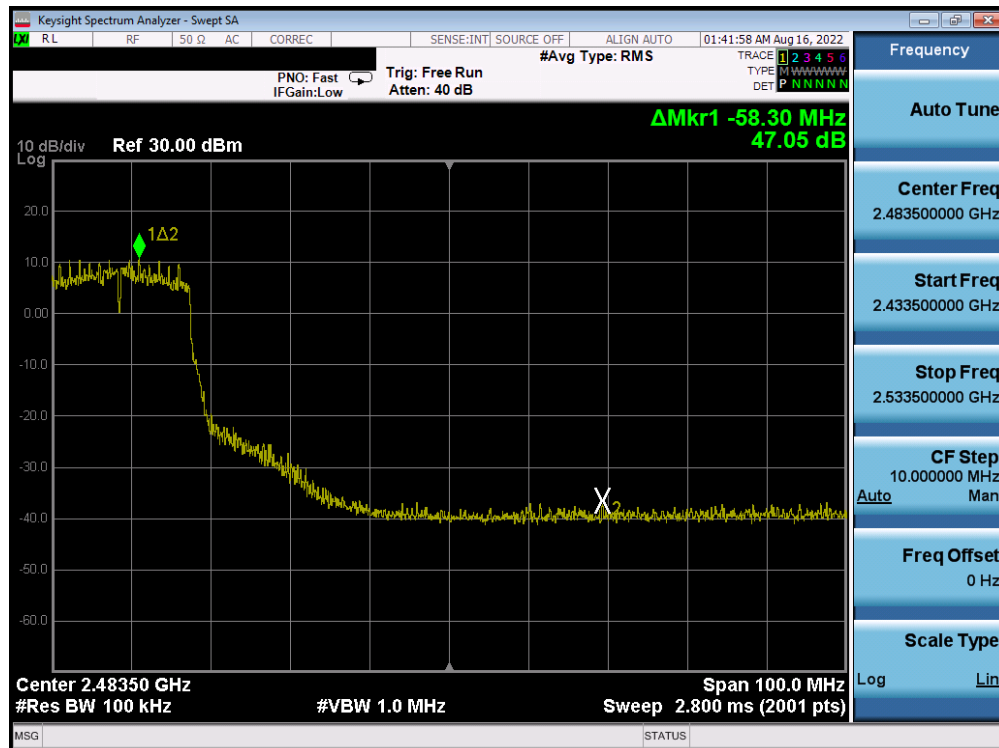 Keysight Spectrum Analyzer - Swept SA
LXI RL RF 50 Ω AC CORREC SENSE:INT SOURCE OFF ALIGN AUTO 01:41:58 AM Aug 16, 2022
#Avg Type: RMS
TRACE 1 2 3 4 5 6
PNO: Fast Trig: Free Run
TYPE M WWWWW
IFGain:Low Atten: 40 dB
DET P N N N N N
ΔMkr1 -58.30 MHz
47.05 dB
10 dB/div Ref 30.00 dBm
Log
20.0
1Δ2
10.0
0.00
-10.0
-20.0
-30.0
2
-40.0
-50.0
-60.0
Center 2.48350 GHz Span 100.0 MHz
#Res BW 100 kHz #VBW 1.0 MHz Sweep 2.800 ms (2001 pts)
MSG STATUS
Frequency
Auto Tune
Center Freq
2.483500000 GHz
Start Freq
2.433500000 GHz
Stop Freq
2.533500000 GHz
CF Step
10.000000 MHz
Auto Man
Freq Offset
0 Hz
Scale Type
Log Lin